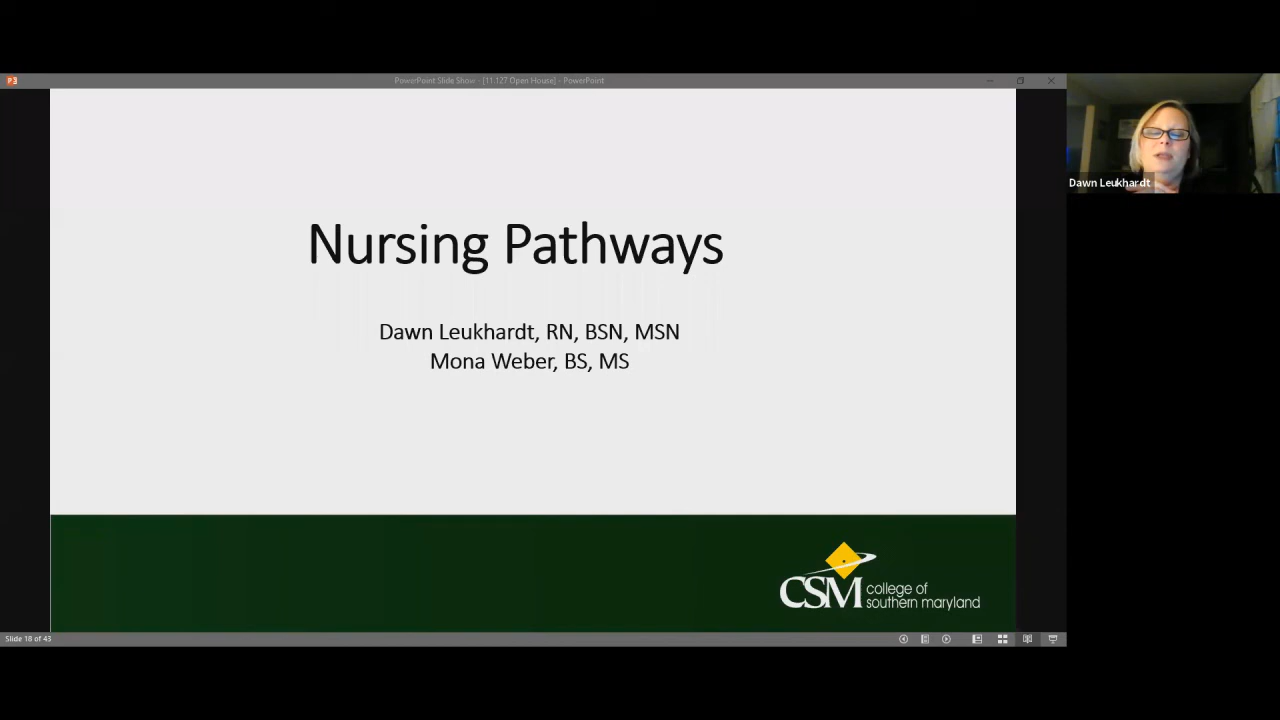 PowerPoint Slide Show - [11.127 Open House] - PowerPoint
Nursing Pathways
Dawn Leukhardt, RN, BSN, MSN
Mona Weber, BS, MS
CSM college of
southern maryland
Slide 18 of 43
Dawn Leukhardt